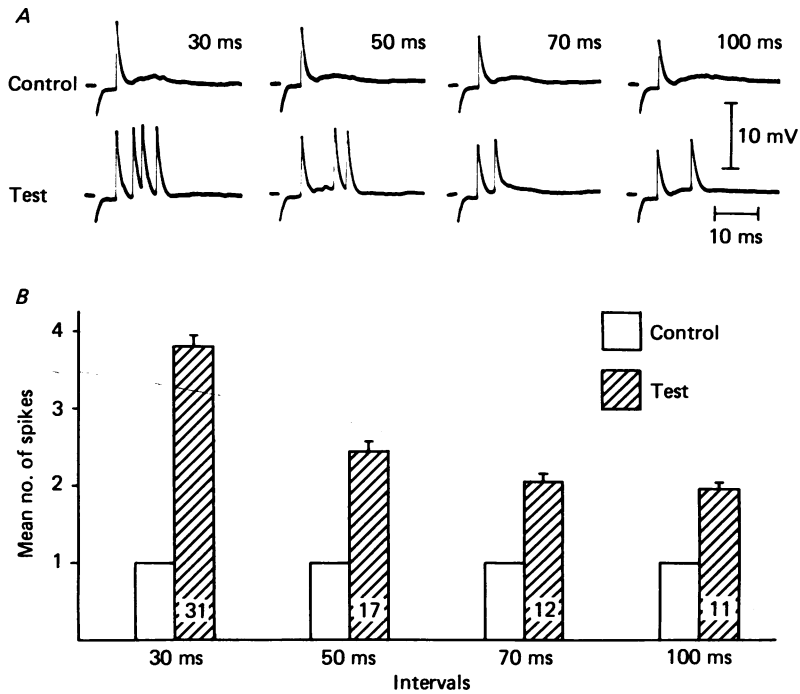 A
30 ms
50 ms
70 ms
100 ms
Control
10 mV
Test
10 ms
B
4
3
2
1
Mean no. of spikes
Control
Test
31
17
12
11
30 ms
50 ms
70 ms
100 ms
Intervals